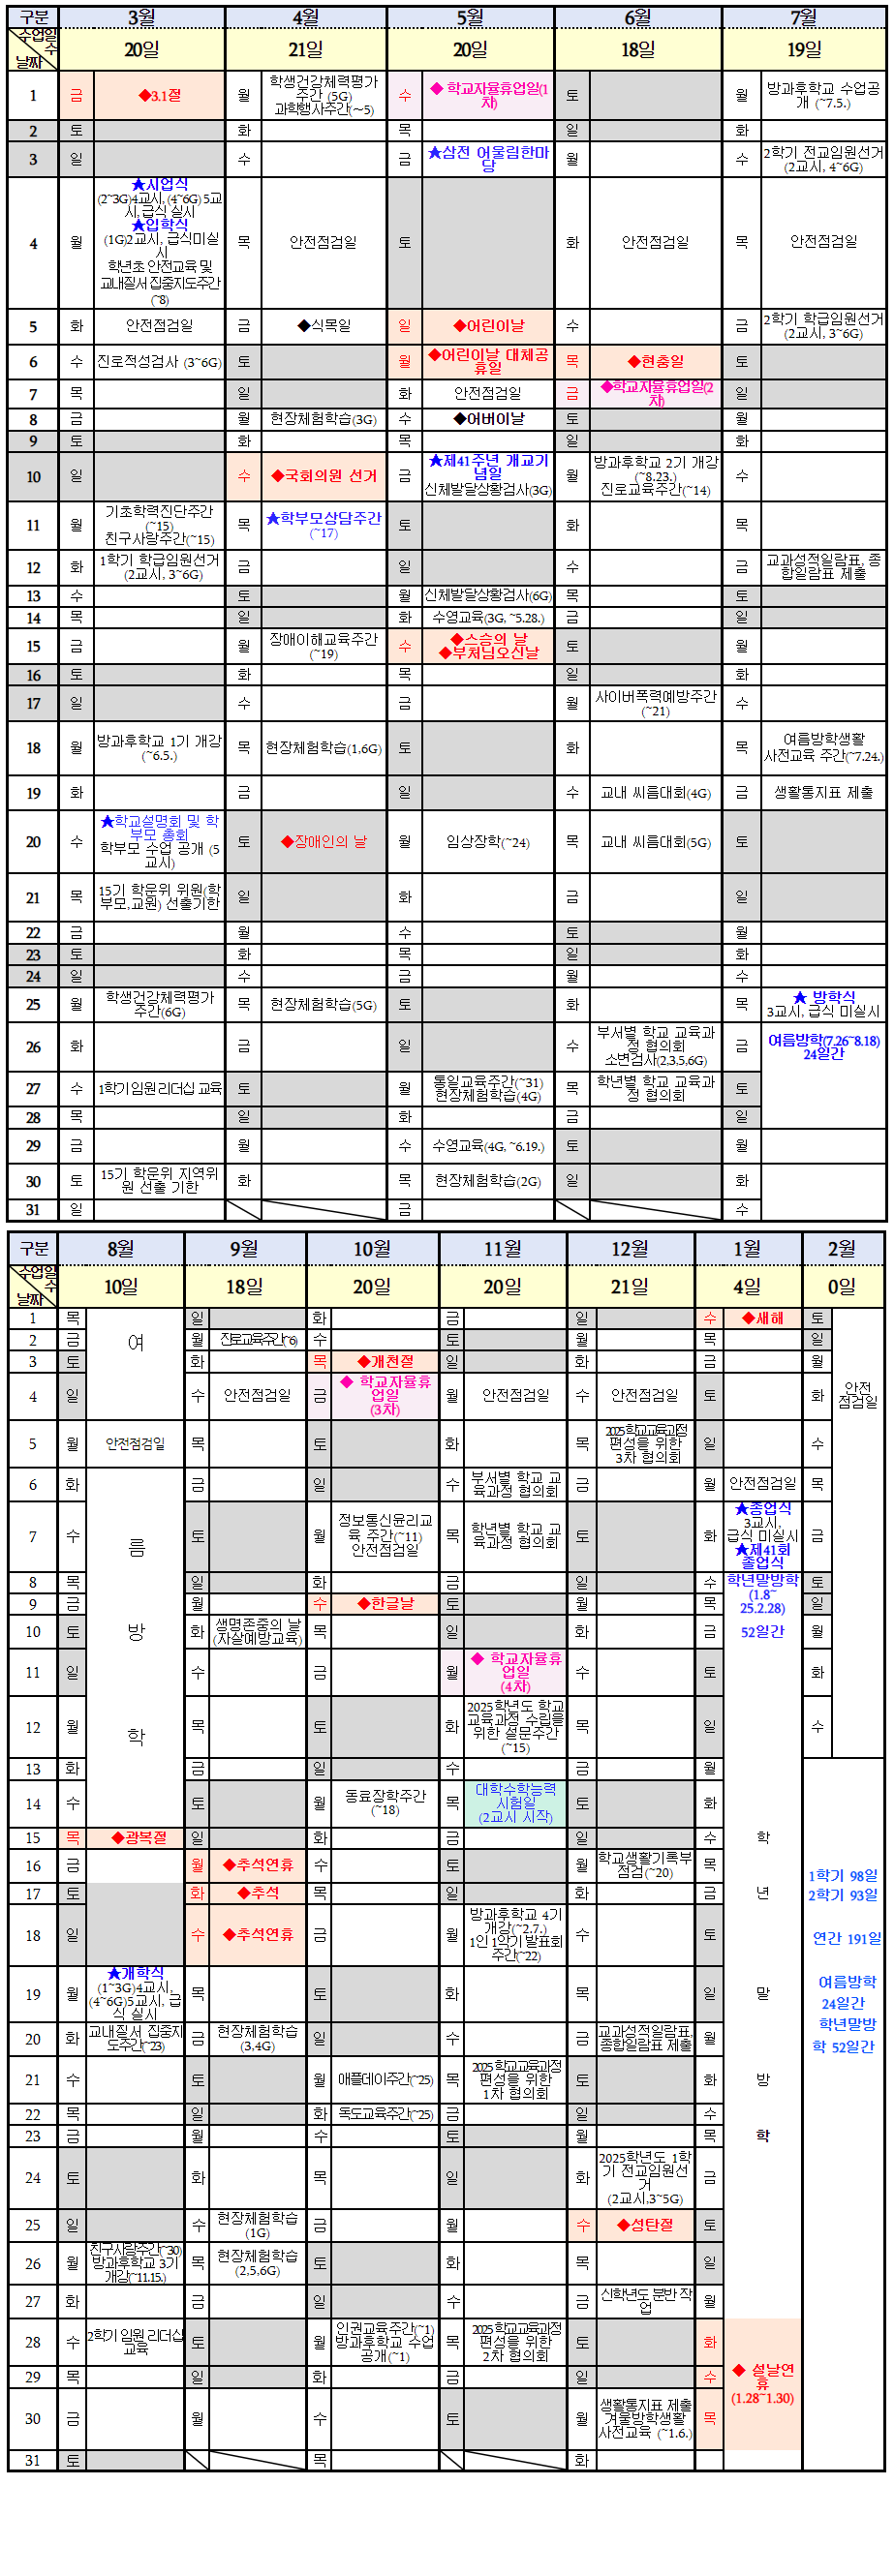 구분 3월 4월 5월 6월 7월
수업일수
날짜 20일 21일 20일 18일 19일
1 금 ◆3.1절 월 학생건강체력평가
주간 (5G)
과학행사주간(~5) 수 ◆ 학교자율휴업일(1
차) 토 월 방과후학교 수업공
개 (~7.5.)
2 토 화 목 일 화
3 일 수 금 ★삼전 어울림한마
당 월 수 2학기 전교임원선거
(2교시, 4~6G)
4 월 ★시업식
(2~3G)4교시, (4~6G) 5교
시, 급식 실시
★입학식
(1G)2교시, 급식미실
시
학년초 안전교육 및
교내질서 집중지도주간
(~8) 목 안전점검일 토 화 안전점검일 목 안전점검일
5 화 안전점검일 금 ◆식목일 일 ◆어린이날 수 금 2학기 학급임원선거
(2교시, 3~6G)
6 수 진로적성검사 (3~6G) 토 월 ◆어린이날 대체공
휴일 목 ◆현충일 토
7 목 일 화 안전점검일 금 ◆학교자율휴업일(2
차) 일
8 금 월 현장체험학습(3G) 수 ◆어버이날 토 월
9 토 화 목 일 화
10 일 수 ◆국회의원 선거 금 ★제41주년 개교기
념일
신체발달상황검사(3G) 월 방과후학교 2기 개강
(~8.23.)
진로교육주간(~14) 수
11 월 기초학력진단주간
(~15)
친구사랑주간(~15) 목 ★학부모상담주간
(~17) 토 화 목
12 화 1학기 학급임원선거
(2교시, 3~6G) 금 일 수 금 교과성적일람표, 종
합일람표 제출
13 수 토 월 신체발달상황검사(6G) 목 토
14 목 일 화 수영교육(3G, ~5.28.) 금 일
15 금 월 장애이해교육주간
(~19) 수 ◆스승의 날
◆부처님오신날 토 월
16 토 화 목 일 화
17 일 수 금 월 사이버폭력예방주간
(~21) 수
18 월 방과후학교 1기 개강
(~6.5.) 목 현장체험학습(1,6G) 토 화 목 여름방학생활
사전교육 주간(~7.24.)
19 화 금 일 수 교내 씨름대회(4G) 금 생활통지표 제출
20 수 ★학교설명회 및 학
부모 총회
학부모 수업 공개 (5
교시) 토 ◆장애인의 날 월 임상장학(~24) 목 교내 씨름대회(5G) 토
21 목 15기 학운위 위원(학
부모,교원) 선출기한 일 화 금 일
22 금 월 수 토 월
23 토 화 목 일 화
24 일 수 금 월 수
25 월 학생건강체력평가
주간(6G) 목 현장체험학습(5G) 토 화 목 ★ 방학식
3교시, 급식 미실시
26 화 금 일 수 부서별 학교 교육과
정 협의회
소변검사(2,3,5,6G) 금 여름방학(7.26~8.18)
24일간
27 수 1학기 임원 리더십 교육 토 월 통일교육주간(~31)
현장체험학습(4G) 목 학년별 학교 교육과
정 협의회 토
28 목 일 화 금 일
29 금 월 수 수영교육(4G, ~6.19.) 토 월
30 토 15기 학운위 지역위
원 선출 기한 화 목 현장체험학습(2G) 일 화
31 일 금 수
구분 8월 9월 10월 11월 12월 1월 2월
수업일수
날짜 10일 18일 20일 20일 21일 4일 0일
1 목 여 일 화 금 일 수 ◆새해 토
2 금 월 진로교육주간(~6) 수 토 월 목 일
3 토 화 목 ◆개천절 일 화 금 월
4 일 수 안전점검일 금 ◆ 학교자율휴
업일
(3차) 월 안전점검일 수 안전점검일 토 화 안전
점검일
5 월 안전점검일 목 토 화 목 2025학교교육과정
편성을 위한
3차 협의회 일 수
6 화 금 일 수 부서별 학교 교
육과정 협의회 금 월 안전점검일 목
7 수 름 토 월 정보통신윤리교
육 주간(~11)
안전점검일 목 학년별 학교 교
육과정 협의회 토 화 ★종업식
3교시,
급식 미실시
★제41회
졸업식 금
8 목 일 화 금 일 수 학년말방학
(1.8~
25.2.28) 토
9 금 월 수 ◆한글날 토 월 목 일
10 토 방 화 생명존중의 날
(자살예방교육) 목 일 화 금 52일간 월
11 일 수 금 월 ◆ 학교자율휴
업일
(4차) 수 토 화
12 월 학 목 토 화 2025학년도 학교
교육과정 수립을
위한 설문주간
(~15) 목 일 수
13 화 금 일 수 금 월
14 수 토 월 동료장학주간
(~18) 목 대학수학능력
시험일
(2교시 시작) 토 화
15 목 ◆광복절 일 화 금 일 수 학
16 금 월 ◆추석연휴 수 토 월 학교생활기록부
점검(~20) 목 1학기 98일
17 토 화 ◆추석 목 일 화 금 년 2학기 93일
18 일 수 ◆추석연휴 금 월 방과후학교 4기
개강(~2.7.)
1인 1악기 발표회
주간(~22) 수 토 연간 191일
19 월 ★개학식
(1~3G)4교시,
(4~6G)5교시, 급
식 실시 목 토 화 목 일 말 여름방학
24일간
20 화 교내질서 집중지
도주간(~23) 금 현장체험학습
(3,4G) 일 수 금 교과성적일람표,
종합일람표 제출 월 학년말방
학 52일간
21 수 토 월 애플데이주간(~25) 목 2025학교교육과정
편성을 위한
1차 협의회 토 화 방
22 목 일 화 독도교육주간(~25) 금 일 수
23 금 월 수 토 월 목 학
24 토 화 목 일 화 2025학년도 1학
기 전교임원선
거
(2교시,3~5G) 금
25 일 수 현장체험학습
(1G) 금 월 수 ◆성탄절 토
26 월 친구사랑주간(~30)
방과후학교 3기
개강(~11.15.) 목 현장체험학습
(2,5,6G) 토 화 목 일
27 화 금 일 수 금 신학년도 분반 작
업 월
28 수 2학기 임원 리더십
교육 토 월 인권교육주간(~1)
방과후학교 수업
공개(~1) 목 2025학교교육과정
편성을 위한
2차 협의회 토 화
29 목 일 화 금 일 수 ◆ 설날연
휴
(1.28~1.30)
30 금 월 수 토 월 생활통지표 제출
겨울방학생활
사전교육 (~1.6.) 목
31 토 목 화